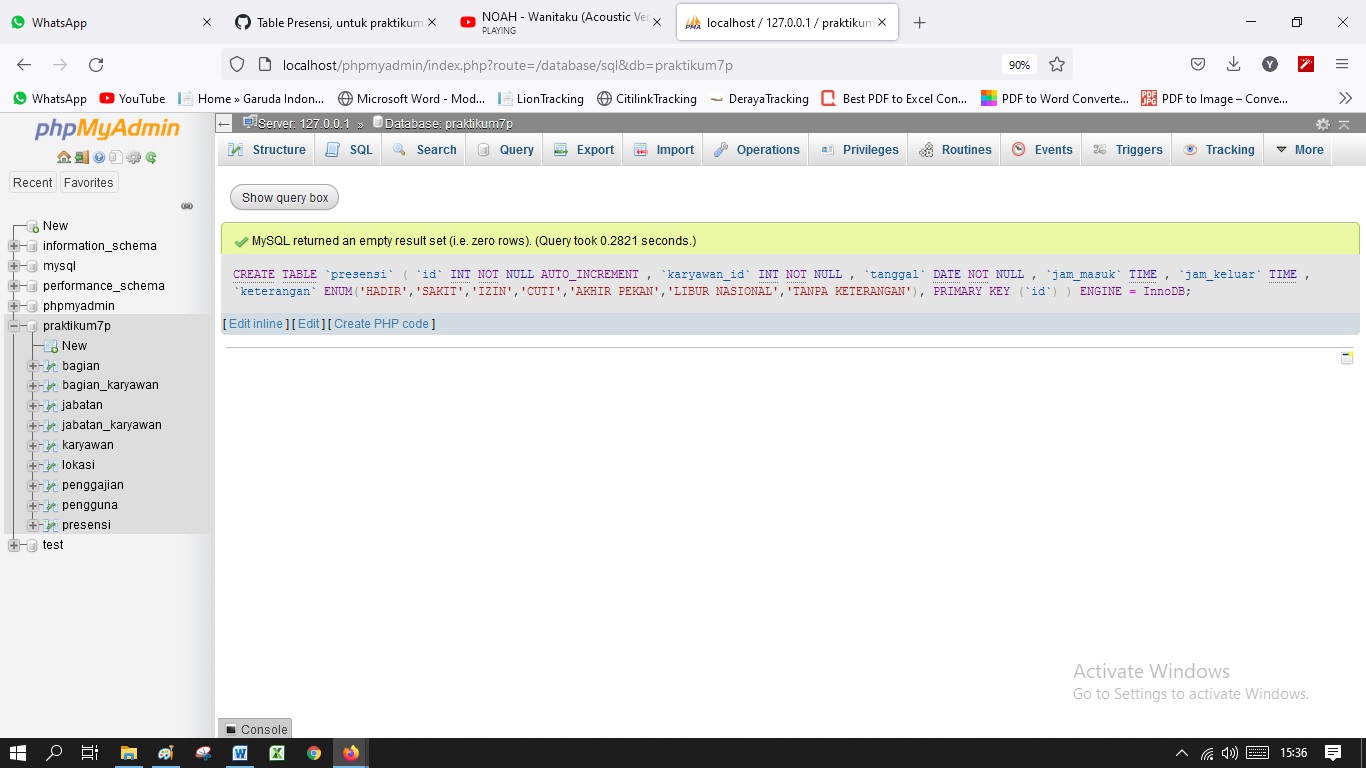 WhatsApp
Table Presensi, untuk praktikum
NOAH - Wanitaku (Acoustic Ve
PLAYING
localhost / 127.0.0.1 / praktikum
localhost/phpmyadmin/index.php?route=/database/sql&db=praktikum7p
90%
Y
WhatsApp
YouTube
Home » Garuda Indon...
Microsoft Word - Mod...
LionTracking
CitilinkTracking
DerayaTracking
Best PDF to Excel Con...
PDF to Word Converte...
PDF to Image – Conve...
phpMyAdmin
Server: 127.0.0.1 » Database: praktikum7p
Structure
SQL
Search
Query
Export
Import
Operations
Privileges
Routines
Events
Triggers
Tracking
More
Recent
Favorites
New
information_schema
mysql
performance_schema
phpmyadmin
praktikum7p
New
bagian
bagian_karyawan
jabatan
jabatan_karyawan
karyawan
lokasi
penggajian
pengguna
presensi
test
Show query box
MySQL returned an empty result set (i.e. zero rows). (Query took 0.2821 seconds.)
CREATE TABLE `presensi` ( `id` INT NOT NULL AUTO_INCREMENT , `karyawan_id` INT NOT NULL , `tanggal` DATE NOT NULL , `jam_masuk` TIME , `jam_keluar` TIME ,
`keterangan` ENUM('HADIR','SAKIT','IZIN','CUTI','AKHIR PEKAN','LIBUR NASIONAL','TANPA KETERANGAN'), PRIMARY KEY (`id`) ) ENGINE = InnoDB;
[ Edit inline ] [ Edit ] [ Create PHP code ]
Activate Windows
Go to Settings to activate Windows.
Console
15:36